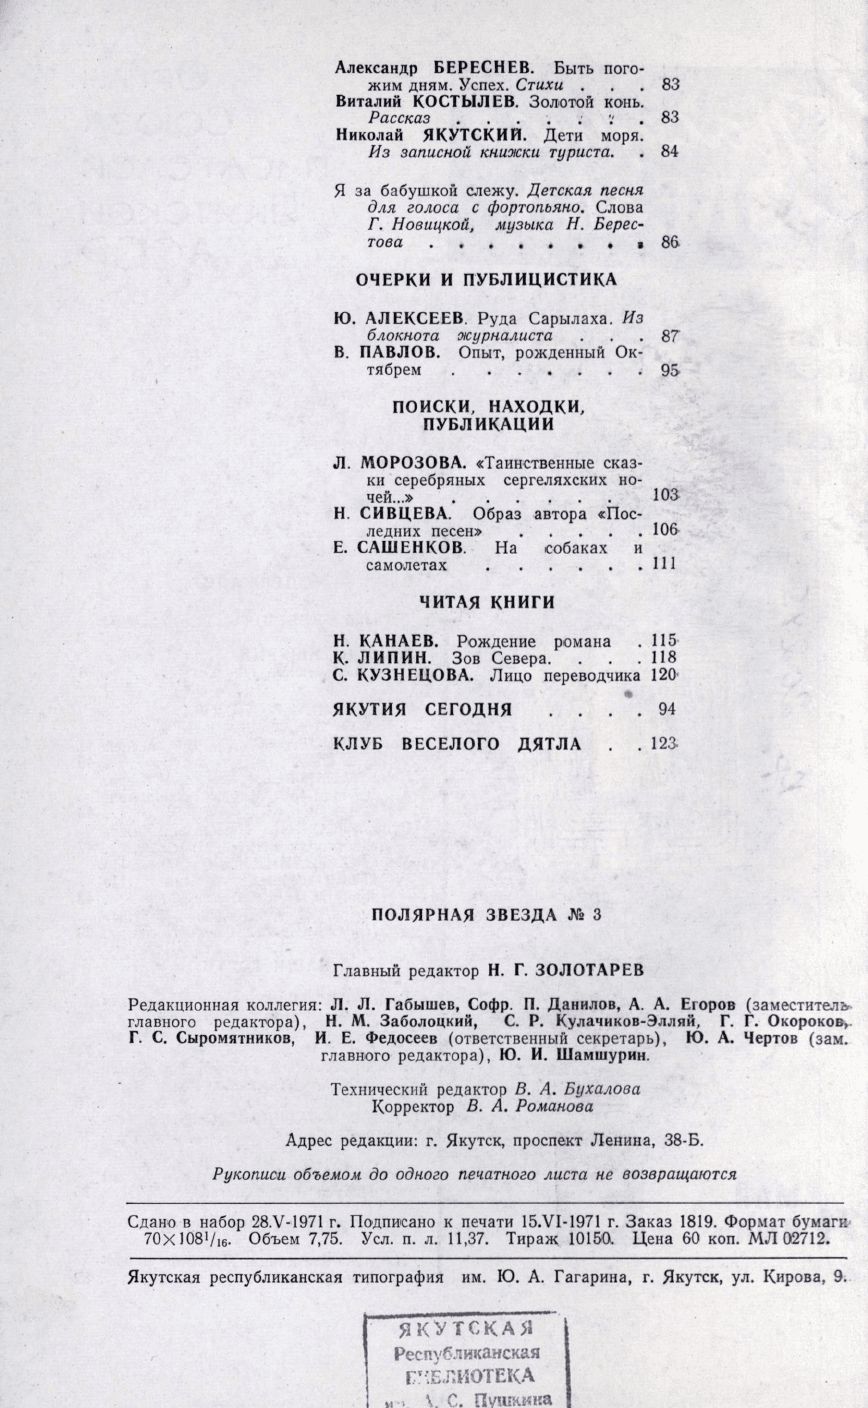 Александр БЕРЕСНЕВ. Быть пого-
жим дням. Успех. Стихи . . . 83
Виталий КОСТЫЛЕВ. Золотой конь.
Рассказ . . . . . . . 83
Николай ЯКУТСКИЙ. Дети моря.
Из записной книжки туриста. . 84
Я за бабушкой слежу. Детская песня
для голоса с фортопьяно. Слова
Г. Новицкой, музыка Н. Берес-
това . . . . . . . . 86
ОЧЕРКИ И ПУБЛИЦИСТИКА
Ю. АЛЕКСЕЕВ. Руда Сарылаха. Из
блокнота журналиста . . . 87
В. ПАВЛОВ. Опыт, рожденный Ок-
тябрем . . . . . . . 95
ПОИСКИ, НАХОДКИ,
ПУБЛИКАЦИИ
Л. МОРОЗОВА. «Таинственные сказ-
ки серебряных сергеляхских но-
чей...» . . . . . . 103
Н. СИВЦЕВА. Образ автора «Пос-
ледних песен» . . . . . 106
Е. САШЕНКОВ. На собаках и
самолетах . . . . . . 111
ЧИТАЯ КНИГИ
Н. КАНАЕВ. Рождение романа . 115
К. ЛИПИН. Зов Севера. . . . 118
С. КУЗНЕЦОВА. Лицо переводчика 120
ЯКУТИЯ СЕГОДНЯ . . . . 94
КЛУБ ВЕСЕЛОГО ДЯТЛА . . 123
ПОЛЯРНАЯ ЗВЕЗДА № 3
Главный редактор Н. Г. ЗОЛОТАРЕВ
Редакционная коллегия: Л. Л. Габышев, Софр. П. Данилов, А. А. Егоров (заместитель
главного редактора), Н. М. Заболоцкий, С. Р. Кулачиков-Элляй, Г. Г. Окороков,
Г. С. Сыромятников, И. Е. Федосеев (ответственный секретарь), Ю. А. Чертов (зам.
главного редактора), Ю. И. Шамшурин.
Технический редактор В. А. Бухалова
Корректор В. А. Романова
Адрес редакции: г. Якутск, проспект Ленина, 38-Б.
Рукописи объемом до одного печатного листа не возвращаются
Сдано в набор 28.V-1971 г. Подписано к печати 15.VI-1971 г. Заказ 1819. Формат бумаги
70×108¹/₁₆. Объем 7,75. Усл. п. л. 11,37. Тираж 10150. Цена 60 коп. МЛ 02712.
Якутская республиканская типография им. Ю. А. Гагарина, г. Якутск, ул. Кирова, 9.
ЯКУТСКАЯ
Республиканская
БИБЛИОТЕКА
им. А. С. Пушкина